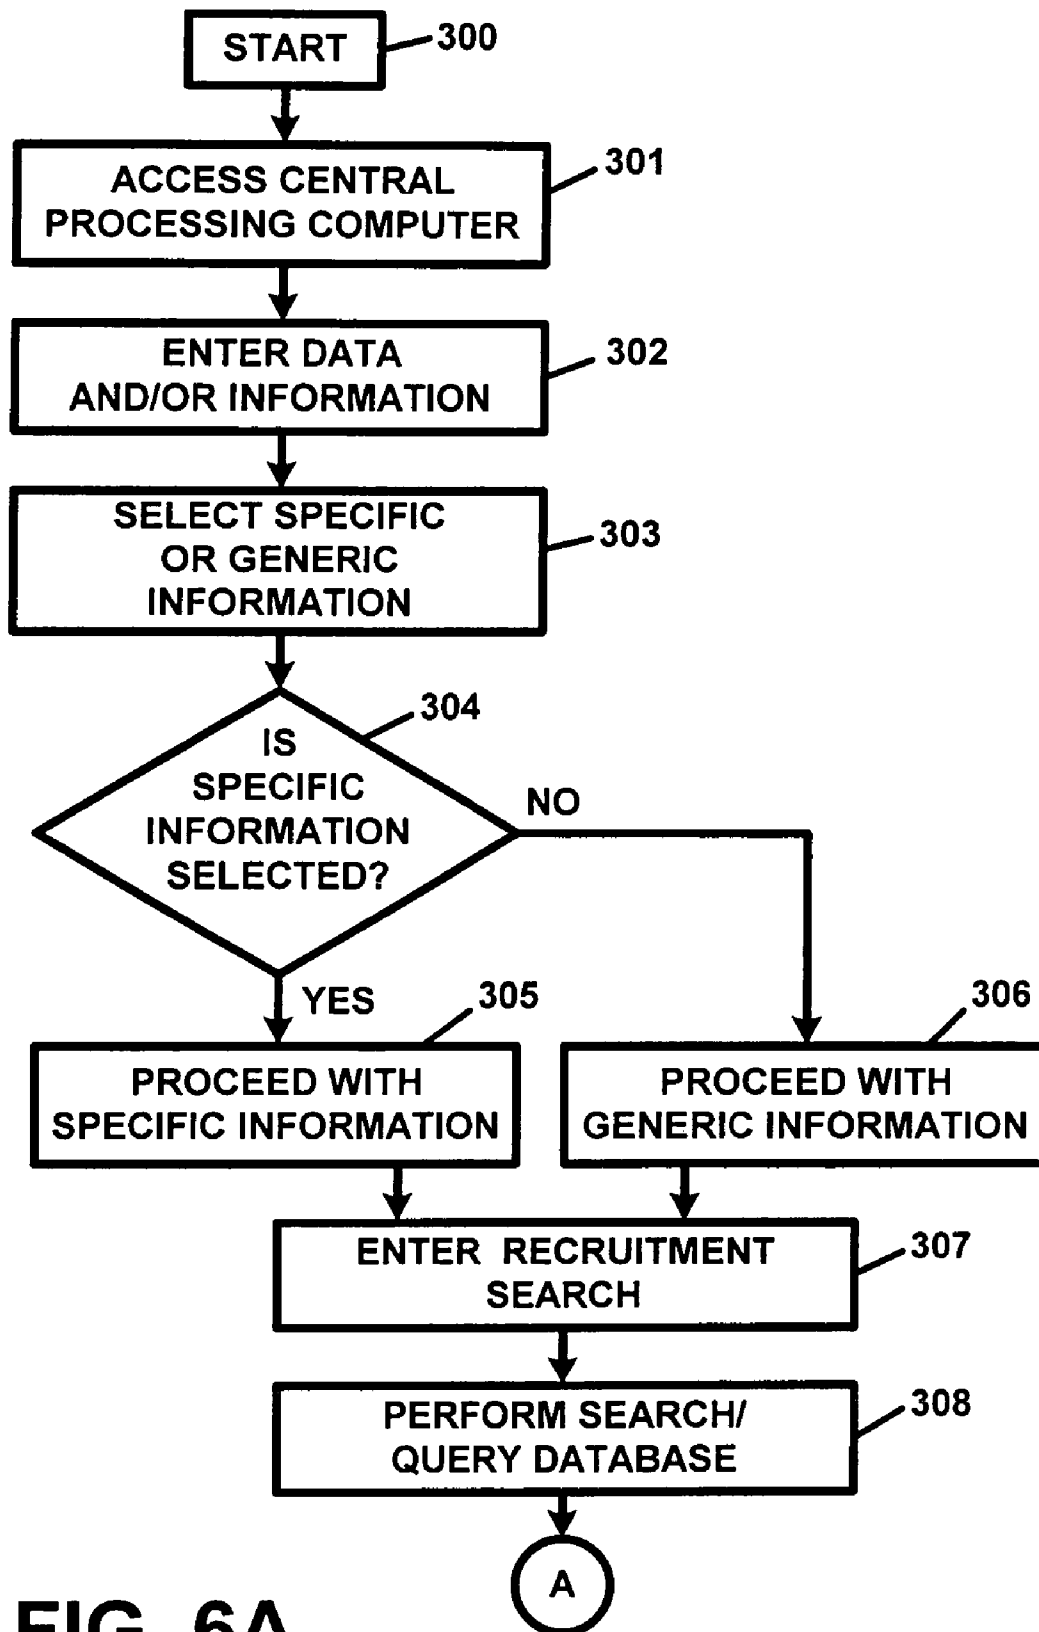 START
300
ACCESS CENTRAL
PROCESSING COMPUTER
301
ENTER DATA
AND/OR INFORMATION
302
SELECT SPECIFIC
OR GENERIC
INFORMATION
303
304
IS
SPECIFIC
INFORMATION
SELECTED?
NO
YES
305
306
PROCEED WITH
SPECIFIC INFORMATION
PROCEED WITH
GENERIC INFORMATION
ENTER RECRUITMENT
SEARCH
307
PERFORM SEARCH/
QUERY DATABASE
308
A
FIG. 6A